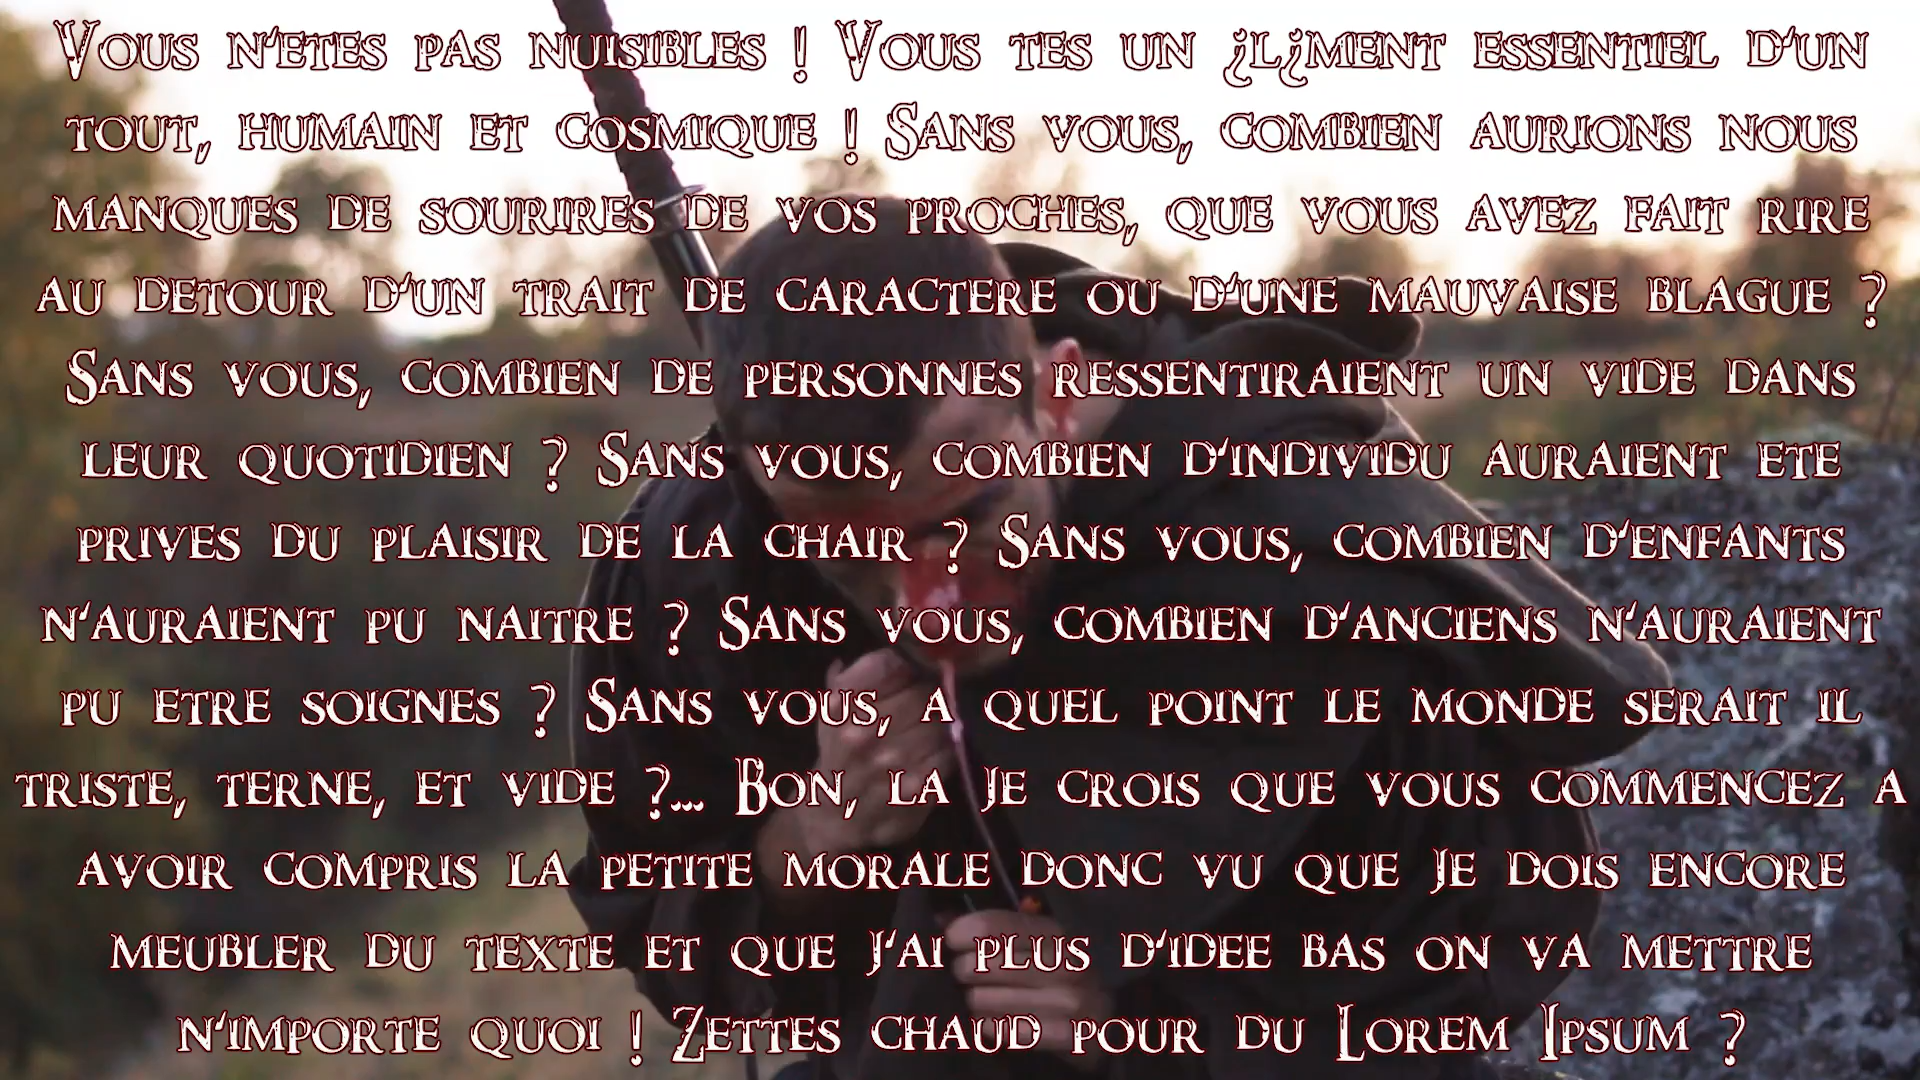 Vous n'etes pas nuisibles ! Vous tes un ¿l¿ment essentiel d'un
tout, humain et cosmique ! Sans vous, combien aurions nous
manques de sourires de vos proches, que vous avez fait rire
au detour d'un trait de caractere ou d'une mauvaise blague ?
Sans vous, combien de personnes ressentiraient un vide dans
leur quotidien ? Sans vous, combien d'individu auraient ete
prives du plaisir de la chair ? Sans vous, combien d'enfants
n'auraient pu naitre ? Sans vous, combien d'anciens n'auraient
pu etre soignes ? Sans vous, a quel point le monde serait il
triste, terne, et vide ?... Bon, la je crois que vous commencez a
avoir compris la petite morale donc vu que je dois encore
meubler du texte et que j'ai plus d'idee bas on va mettre
n'importe quoi ! Zettes chaud pour du Lorem Ipsum ?